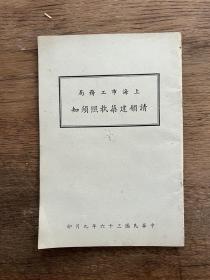 局務工市海上
知須照執築建領請
印月九年六十三國民華中